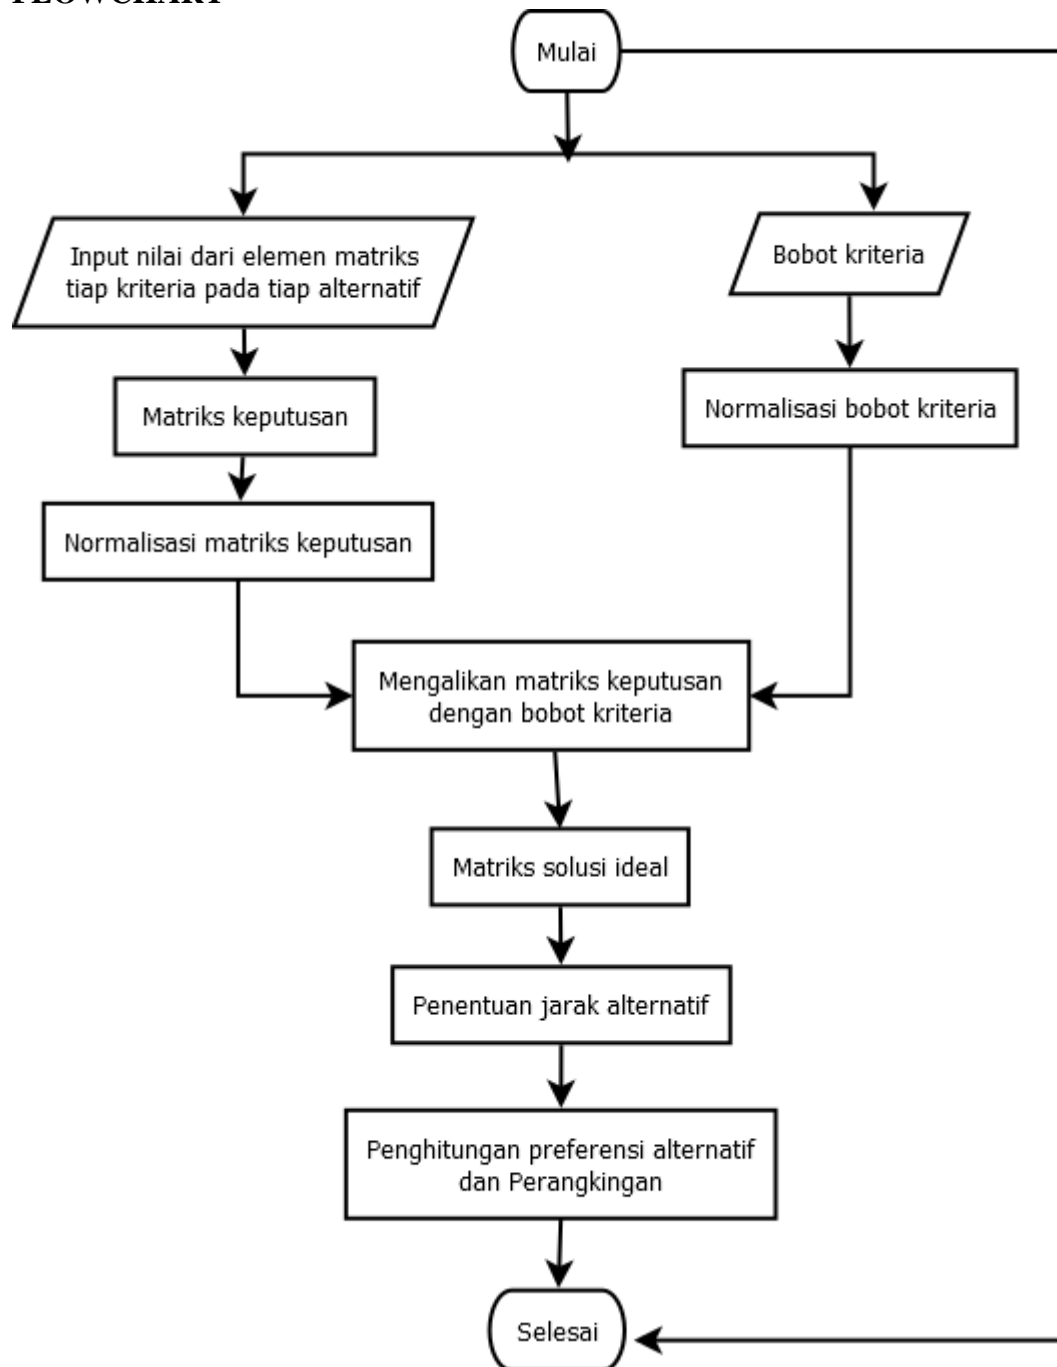 FLOWCHART
Mulai
Input nilai dari elemen matriks
tiap kriteria pada tiap alternatif
Bobot kriteria
Matriks keputusan
Normalisasi bobot kriteria
Normalisasi matriks keputusan
Mengalikan matriks keputusan
dengan bobot kriteria
Matriks solusi ideal
Penentuan jarak alternatif
Penghitungan preferensi alternatif
dan Perangkingan
Selesai